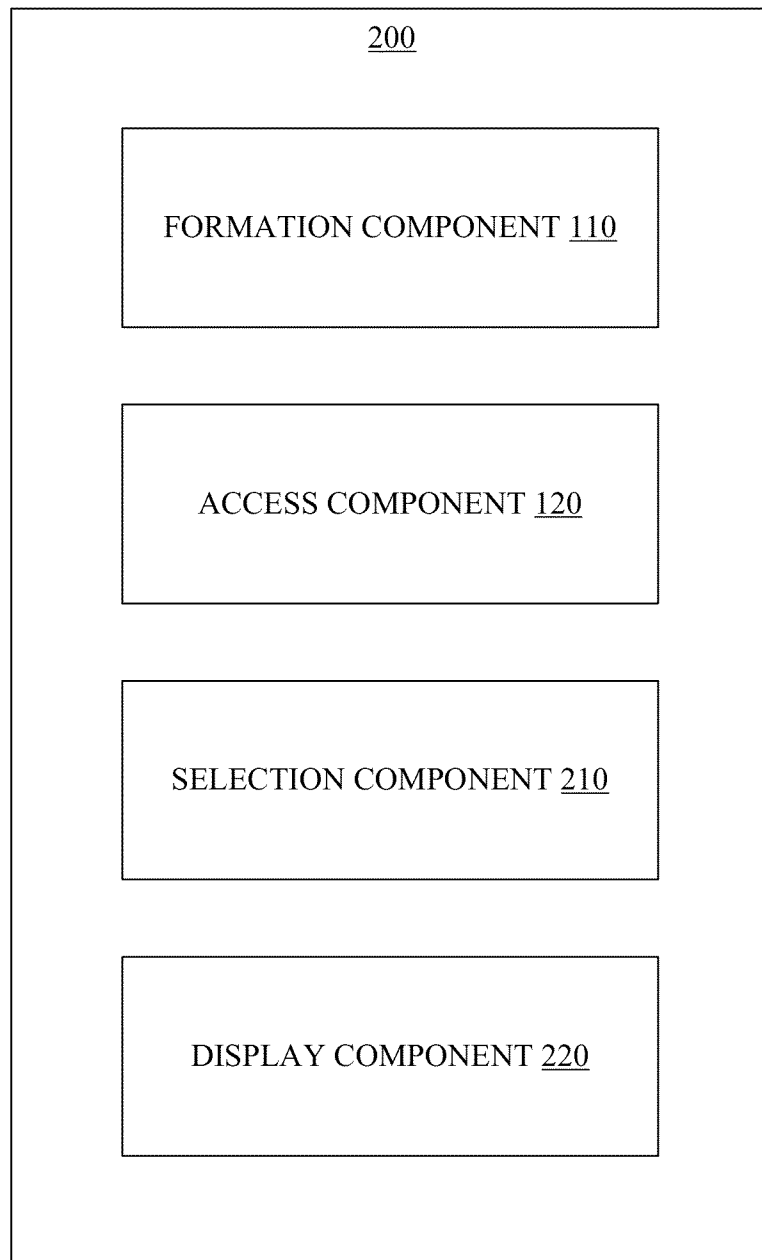 200
FORMATION COMPONENT 110
ACCESS COMPONENT 120
SELECTION COMPONENT 210
DISPLAY COMPONENT 220